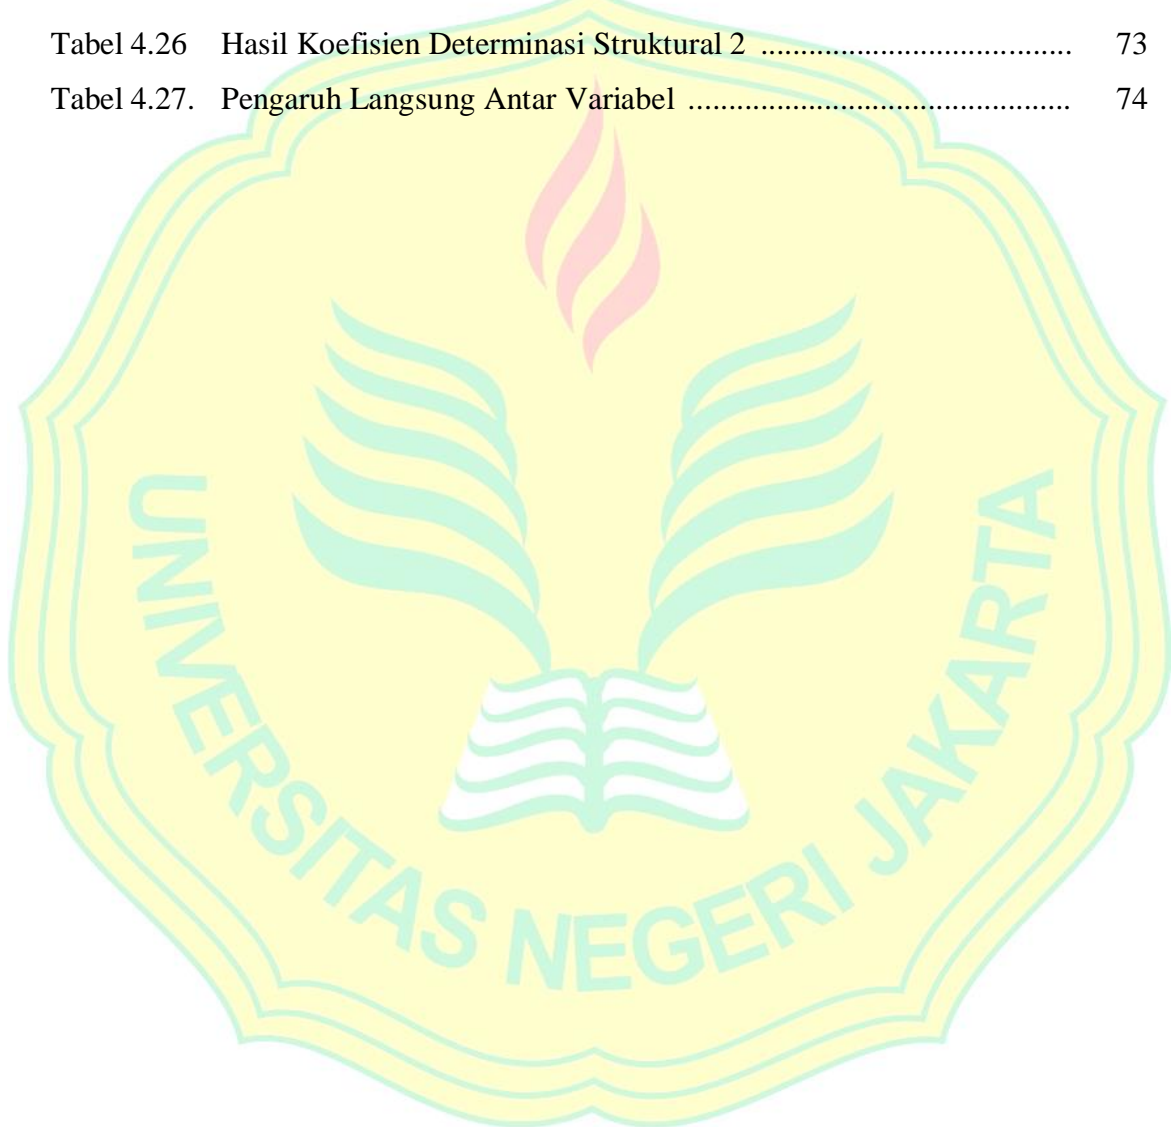 Tabel 4.26 Hasil Koefisien Determinasi Struktural 2 ...................................... 73
Tabel 4.27. Pengaruh Langsung Antar Variabel .............................................. 74
UNIVERSITAS NEGERI JAKARTA